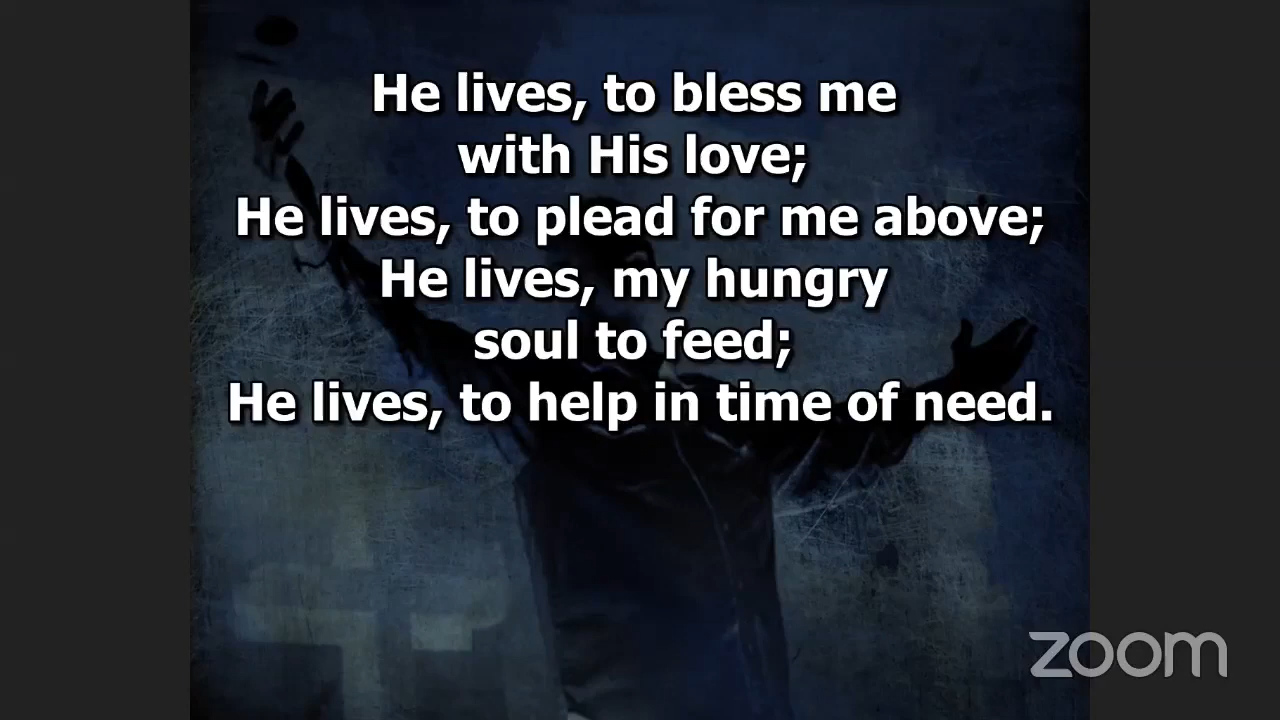 He lives, to bless me
with His love;
He lives, to plead for me above;
He lives, my hungry
soul to feed;
He lives, to help in time of need.
zoom